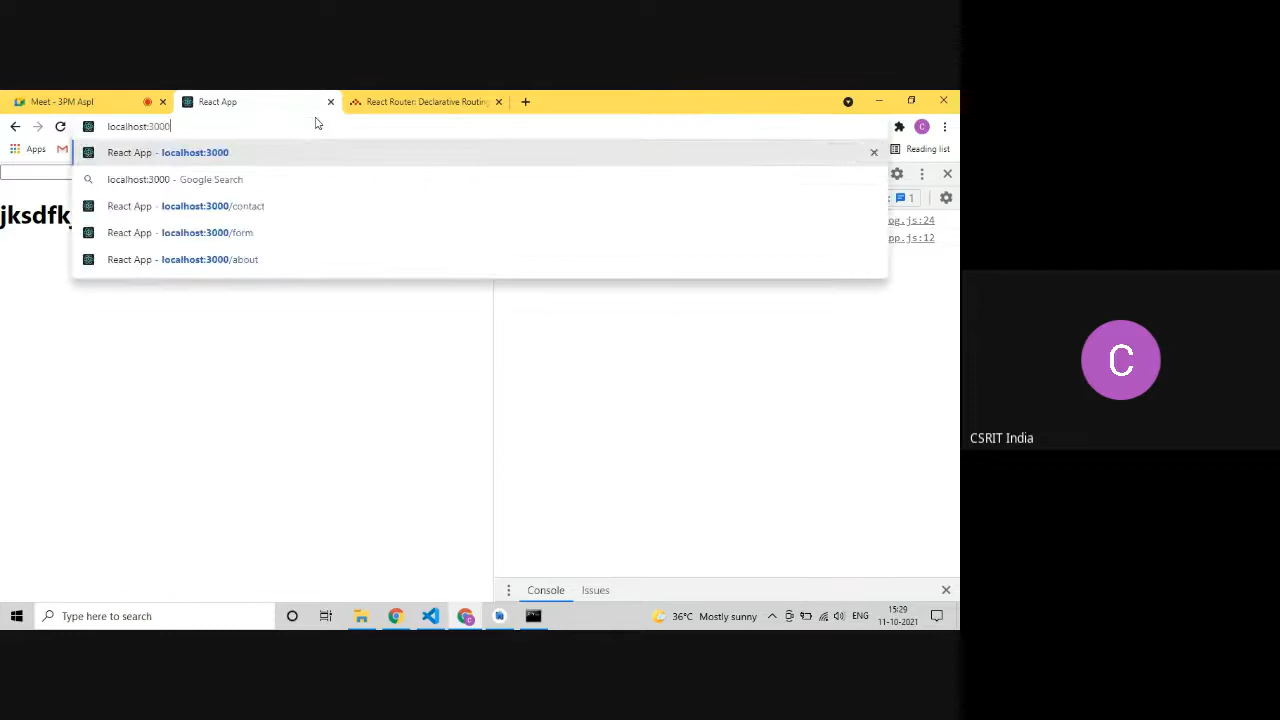 Meet - 3PM Aspl
React App
React Router: Declarative Routing
localhost:3000
C
Apps
React App - localhost:3000
Reading list
localhost:3000 - Google Search
1
jksdfk
React App - localhost:3000/contact
og.js:24
React App - localhost:3000/form
pp.js:12
React App - localhost:3000/about
C
CSRIT India
Console
Issues
Type here to search
36°C Mostly sunny
ENG
15:29
11-10-2021